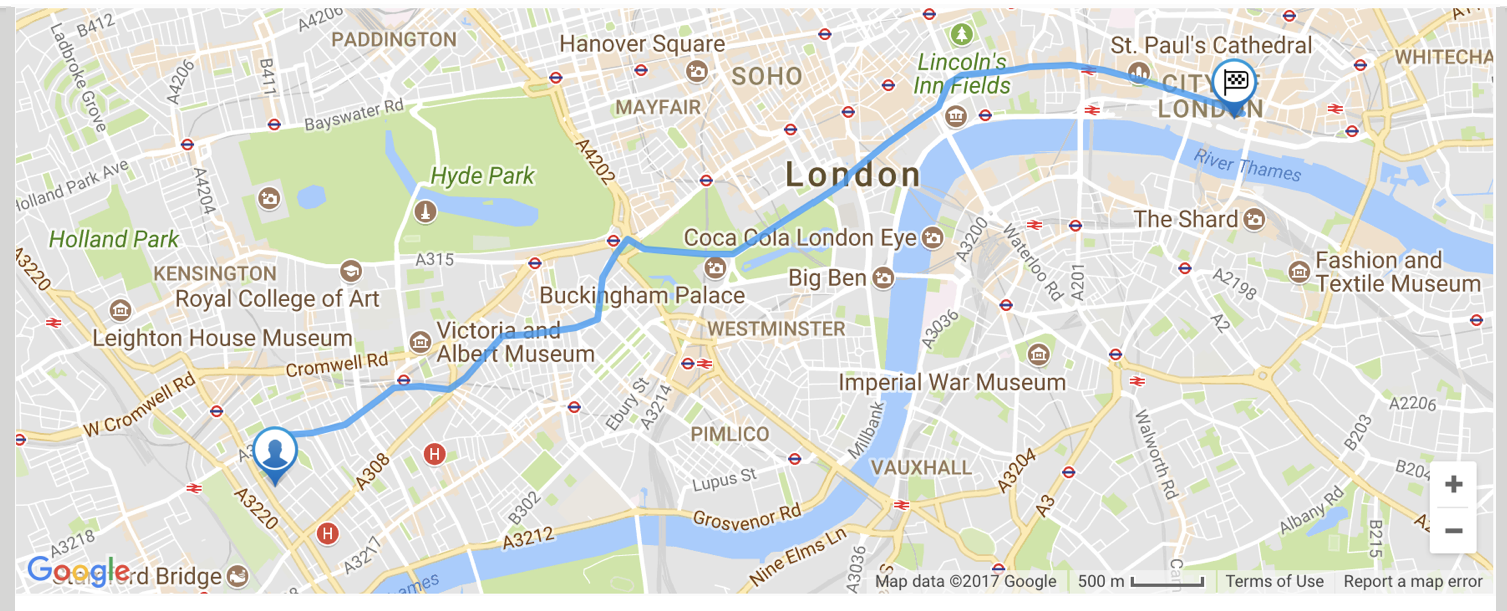 B412
A4206
PADDINGTON
Hanover Square
St. Paul's Cathedral
Ladbroke Grove
A4206
B411
SOHO
Lincoln's
Inn Fields
WHITECHA
MAYFAIR
CITY
LONDON
Bayswater Rd
A4202
Holland Park Ave
A4204
Hyde Park
London
River Thames
Holland Park
The Shard
A3220
KENSINGTON
A315
Coca Cola London Eye
A3200
Waterloo Rd
A201
Fashion and
Textile Museum
Royal College of Art
Buckingham Palace
Big Ben
A2198
Leighton House Museum
Victoria and
Albert Museum
WESTMINSTER
A3036
A2
Cromwell Rd
W Cromwell Rd
Imperial War Museum
Ebury St
A3214
A2206
PIMLICO
Millbank
Walworth Rd
B203
A308
H
VAUXHALL
A3204
B204
Lupus St
A3220
B302
A3
Albany Rd
Grosvenor Rd
H
A3218
A3217
A3212
Nine Elms Ln
A3036
B215
Google
rd Bridge
+
−
Map data ©2017 Google
500 m
Terms of Use
Report a map error